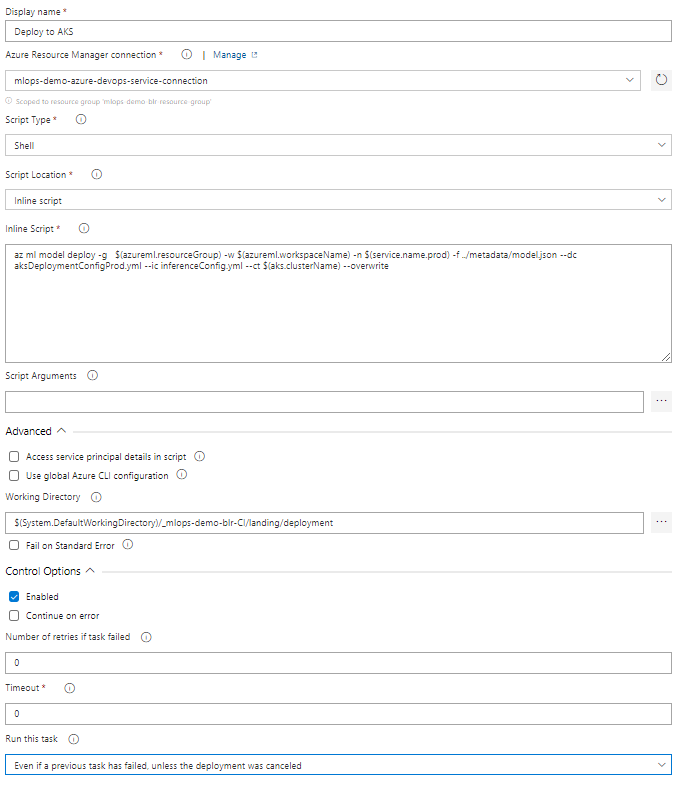 Display name *
Deploy to AKS
Azure Resource Manager connection * | Manage
mlops-demo-azure-devops-service-connection
Scoped to resource group 'mlops-demo-blr-resource-group'
Script Type *
Shell
Script Location *
Inline script
Inline Script *
az ml model deploy -g $(azureml.resourceGroup) -w $(azureml.workspaceName) -n $(service.name.prod) -f ../metadata/model.json --dc
aksDeploymentConfigProd.yml --ic inferenceConfig.yml --ct $(aks.clusterName) --overwrite
Script Arguments
...
Advanced
Access service principal details in script
Use global Azure CLI configuration
Working Directory
$(System.DefaultWorkingDirectory)/_mlops-demo-blr-CI/landing/deployment
...
Fail on Standard Error
Control Options
Enabled
Continue on error
Number of retries if task failed
0
Timeout *
0
Run this task
Even if a previous task has failed, unless the deployment was canceled